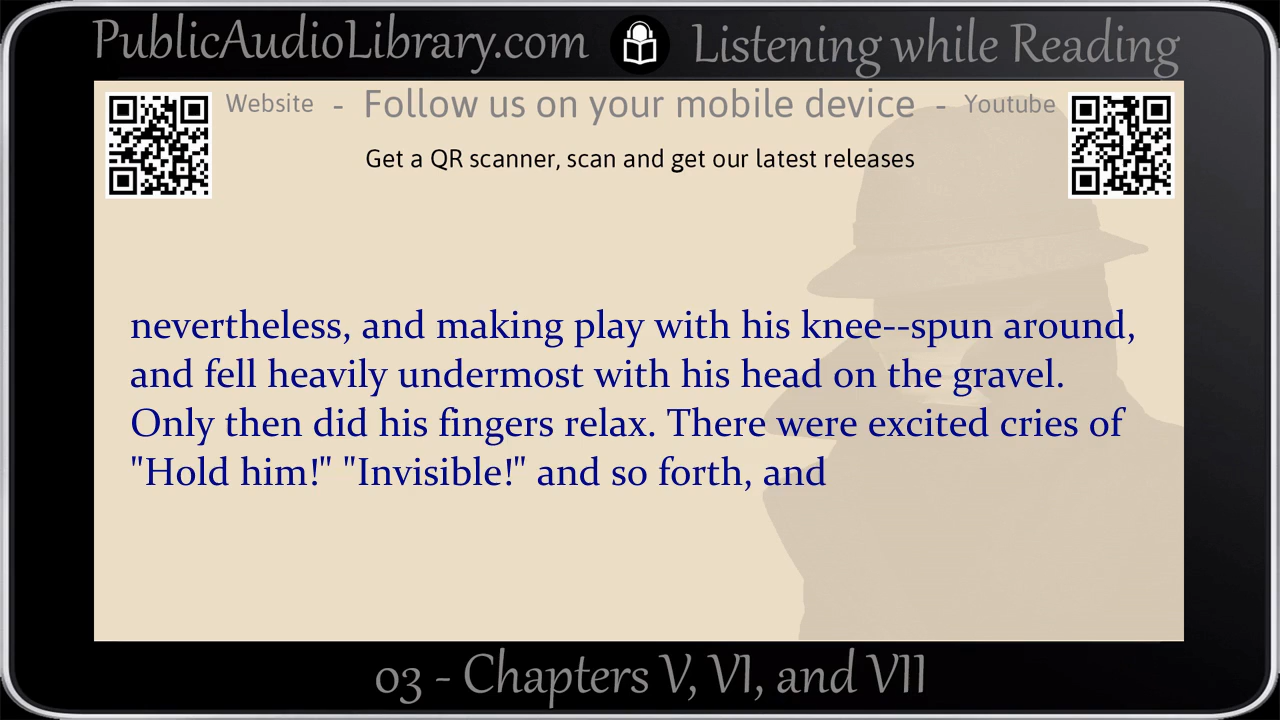 PublicAudioLibrary.com Listening while Reading
Website - Follow us on your mobile device - Youtube
Get a QR scanner, scan and get our latest releases
nevertheless, and making play with his knee--spun around,
and fell heavily undermost with his head on the gravel.
Only then did his fingers relax. There were excited cries of
"Hold him!" "Invisible!" and so forth, and
03 - Chapters V, VI, and VII